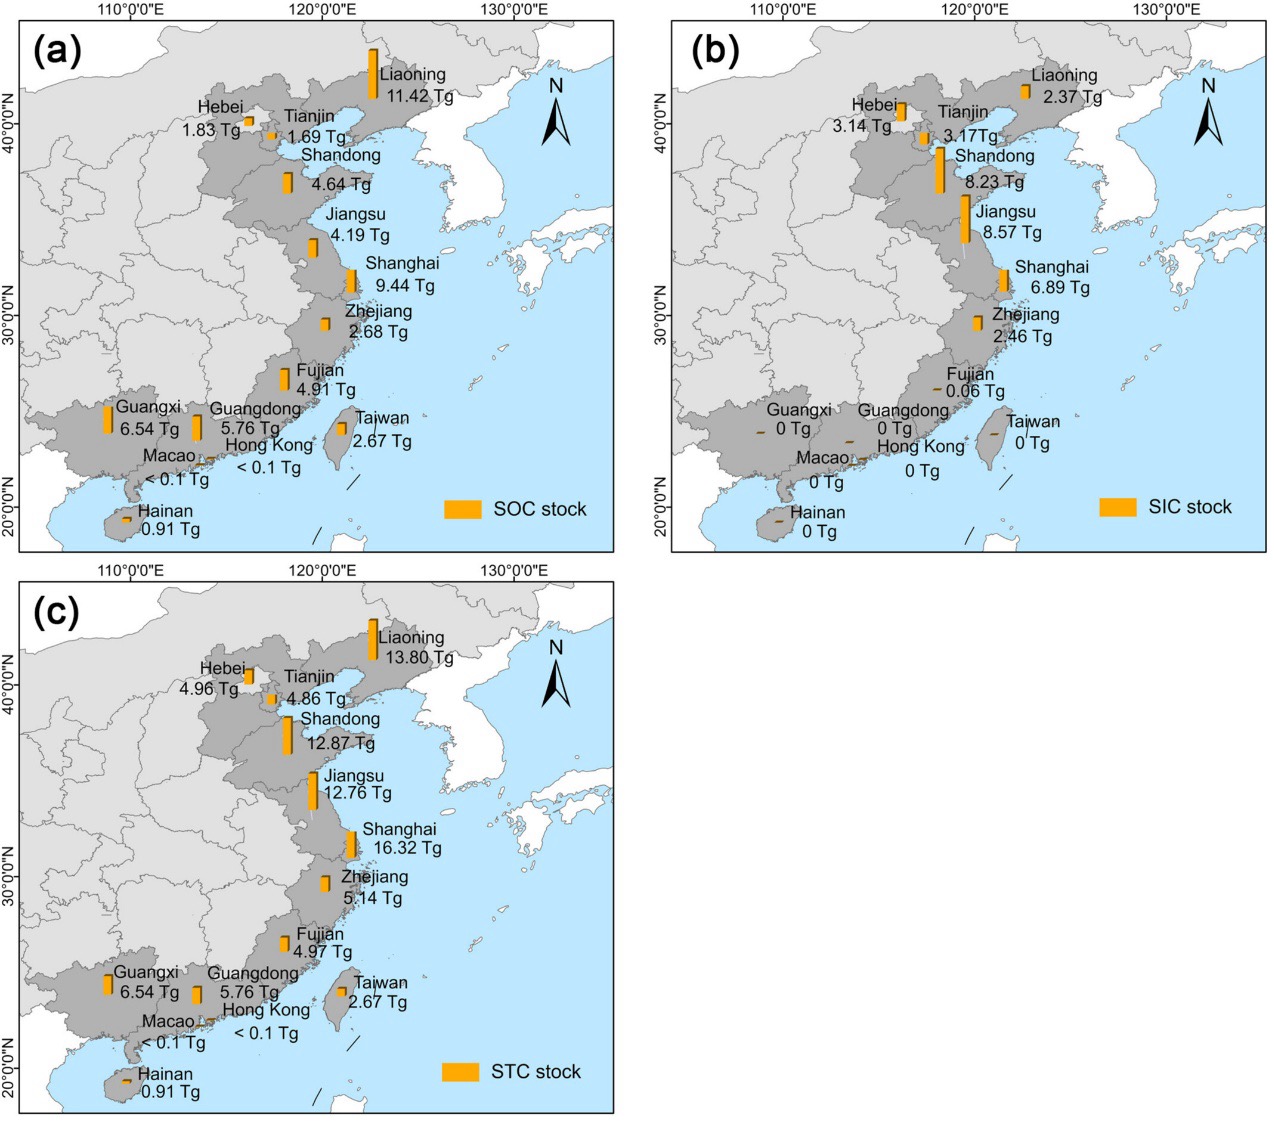 110°0'0"E 120°0'0"E 130°0'0"E
(a)
N
40°0'0"N
30°0'0"N
20°0'0"N
Liaoning
11.42 Tg
Hebei
1.83 Tg
Tianjin
1.69 Tg
Shandong
4.64 Tg
Jiangsu
4.19 Tg
Shanghai
9.44 Tg
Zhejiang
2.68 Tg
Fujian
4.91 Tg
Guangxi
6.54 Tg
Guangdong
5.76 Tg
Taiwan
2.67 Tg
Hong Kong
< 0.1 Tg
Macao
< 0.1 Tg
Hainan
0.91 Tg
SOC stock
110°0'0"E 120°0'0"E 130°0'0"E
(b)
N
40°0'0"N
30°0'0"N
20°0'0"N
Liaoning
2.37 Tg
Hebei
3.14 Tg
Tianjin
3.17Tg
Shandong
8.23 Tg
Jiangsu
8.57 Tg
Shanghai
6.89 Tg
Zhejiang
2.46 Tg
Fujian
0.06 Tg
Guangxi
0 Tg
Guangdong
0 Tg
Taiwan
0 Tg
Hong Kong
0 Tg
Macao
0 Tg
Hainan
0 Tg
SIC stock
110°0'0"E 120°0'0"E 130°0'0"E
(c)
N
40°0'0"N
30°0'0"N
20°0'0"N
Liaoning
13.80 Tg
Hebei
4.96 Tg
Tianjin
4.86 Tg
Shandong
12.87 Tg
Jiangsu
12.76 Tg
Shanghai
16.32 Tg
Zhejiang
5.14 Tg
Fujian
4.97 Tg
Guangxi
6.54 Tg
Guangdong
5.76 Tg
Taiwan
2.67 Tg
Hong Kong
< 0.1 Tg
Macao
< 0.1 Tg
Hainan
0.91 Tg
STC stock